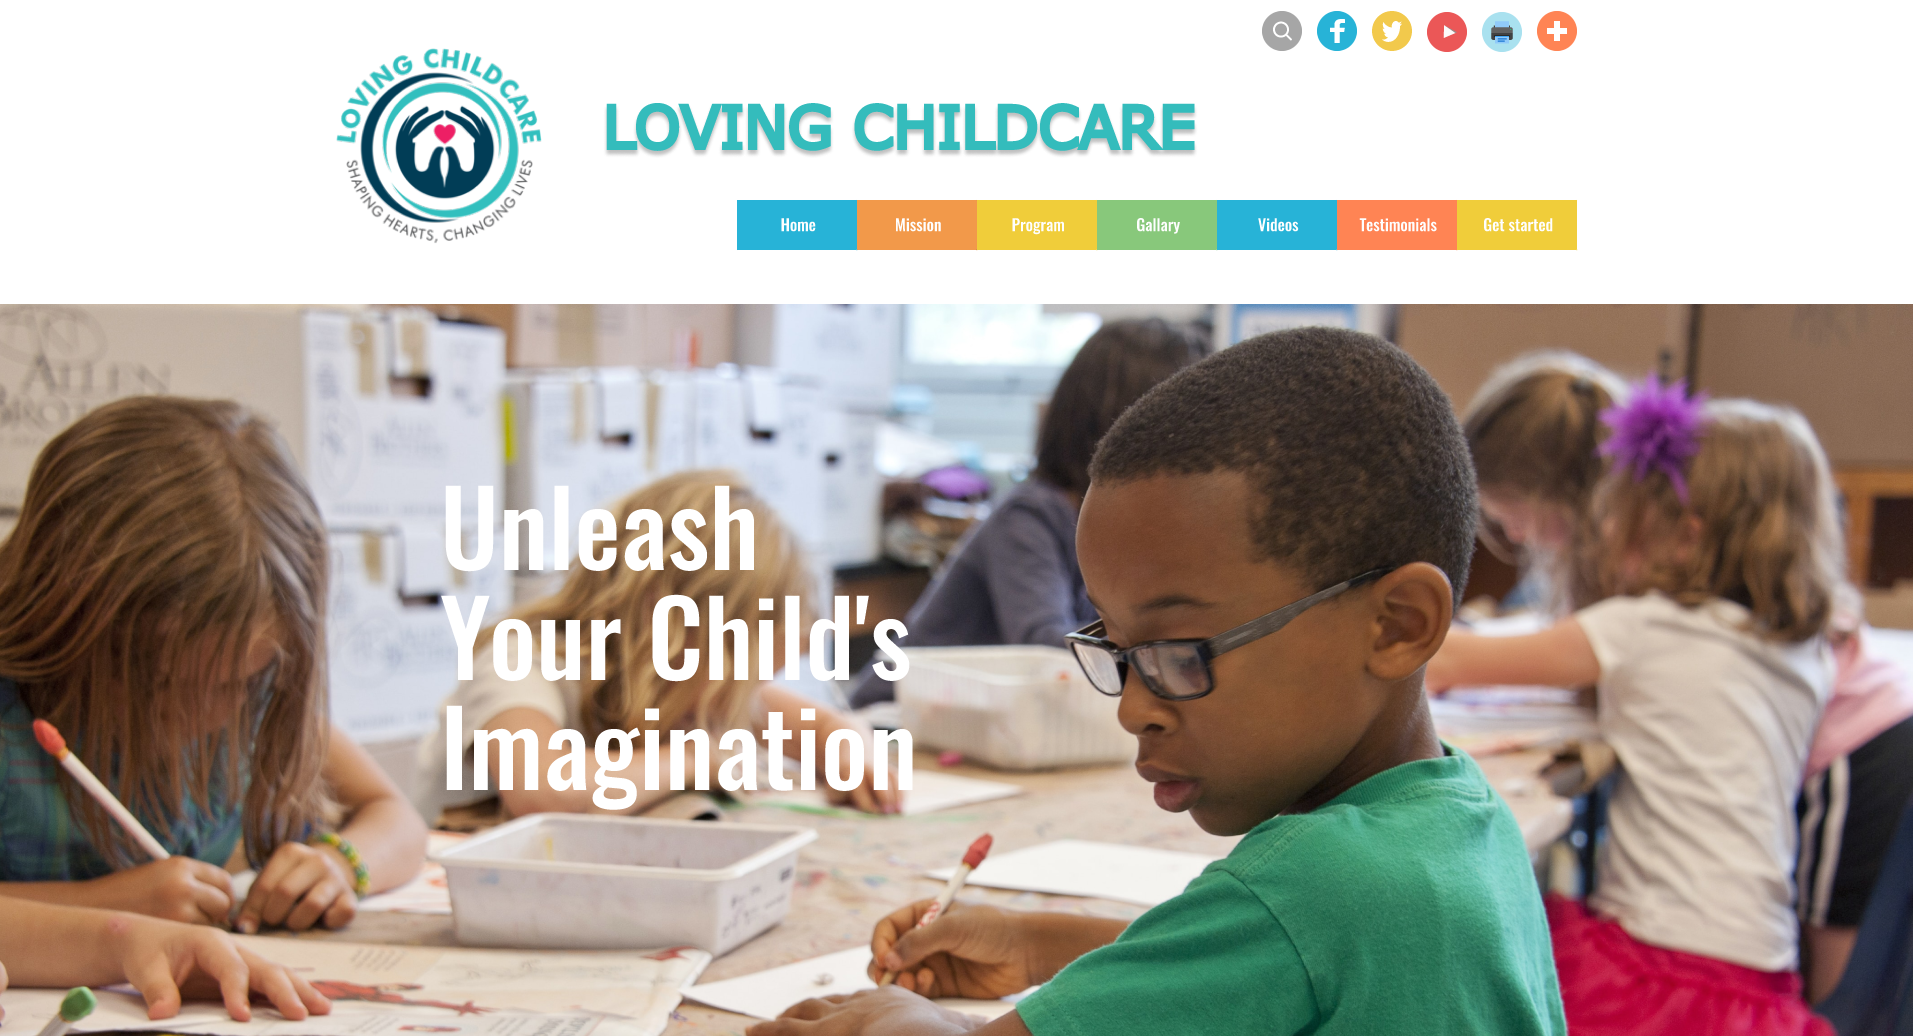 LOVING CHILDCARE
SHAPING HEARTS, CHANGING LIVES
LOVING CHILDCARE
Home
Mission
Program
Gallary
Videos
Testimonials
Get started
ALLEN
Unleash
Your Child's
Imagination